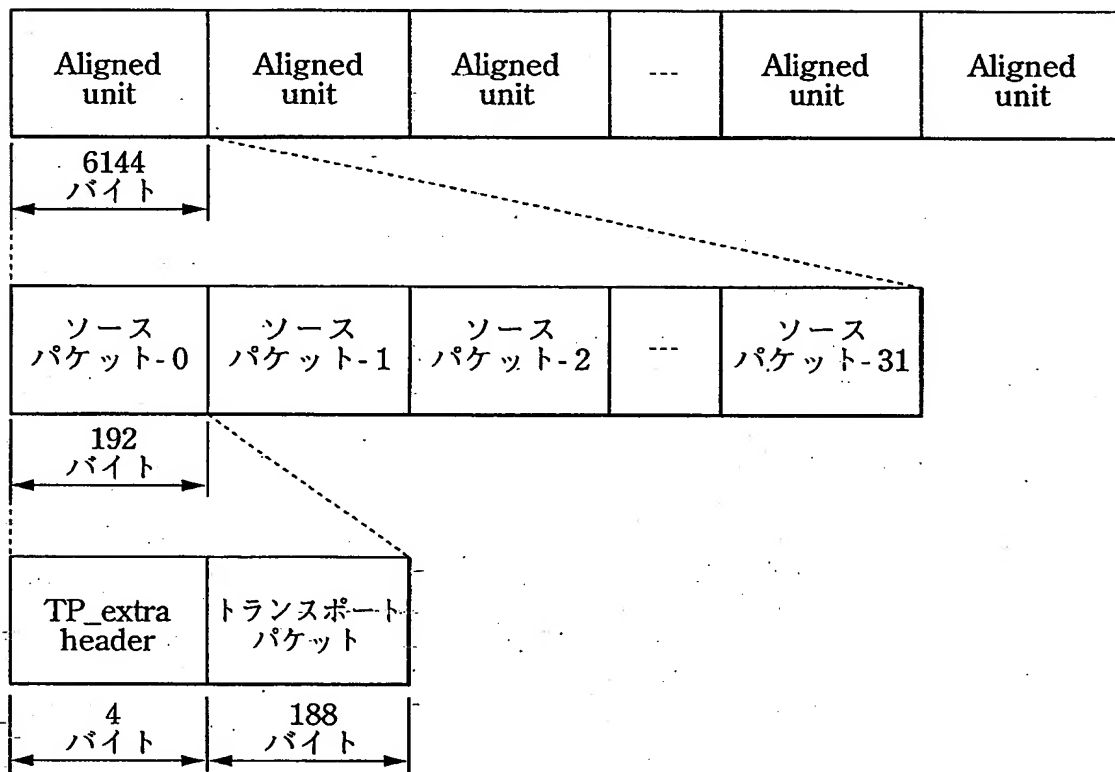 Aligned unit
Aligned unit
Aligned unit
---
Aligned unit
Aligned unit
6144
バイト
ソース
パケット-0
ソース
パケット-1
ソース
パケット-2
---
ソース
パケット-31
192
バイト
TP_extra
header
トランスポート
パケット
4
バイト
188
バイト